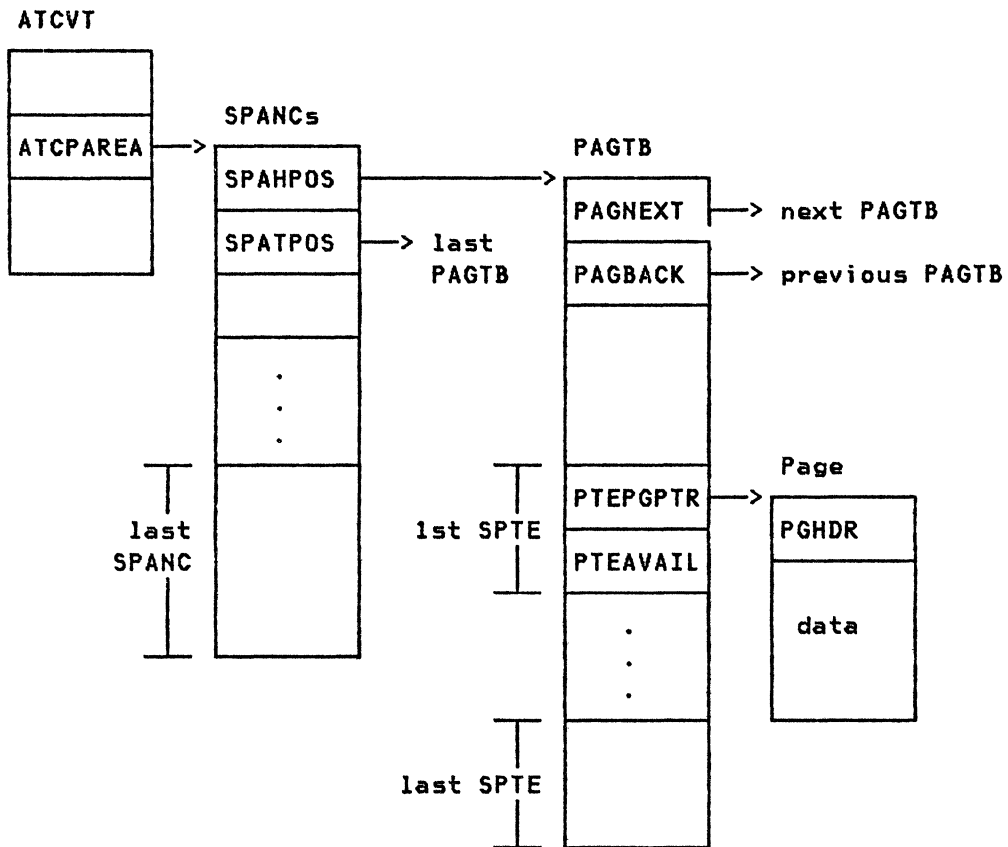 ATCVT
SPANCs
ATCPAREA
PAGTB
SPAHPOS
PAGNEXT
next PAGTB
SPATPOS
last
PAGTB
PAGBACK
previous PAGTB
.
.
.
Page
last
SPANC
1st SPTE
PTEPGPTR
PGHDR
PTEAVAIL
data
.
.
.
last SPTE